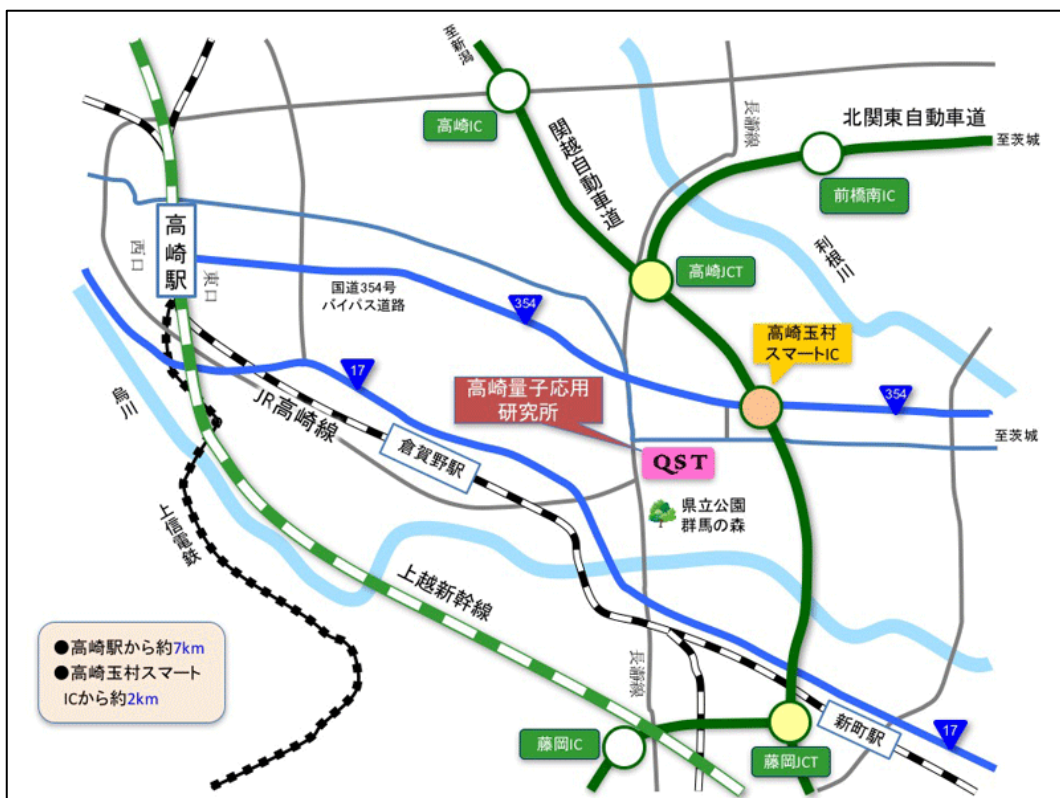 至新潟
高崎IC
関越自動車道
長瀞線
北関東自動車道
至茨城
前橋南IC
利根川
高崎駅
西口
東口
国道354号
バイパス道路
354
高崎JCT
高崎玉村
スマートIC
17
JR高崎線
高崎量子応用
研究所
354
至茨城
烏川
倉賀野駅
QST
県立公園
群馬の森
上信電鉄
上越新幹線
●高崎駅から約7km
●高崎玉村スマート
ICから約2km
長瀞線
藤岡IC
藤岡JCT
新町駅
17